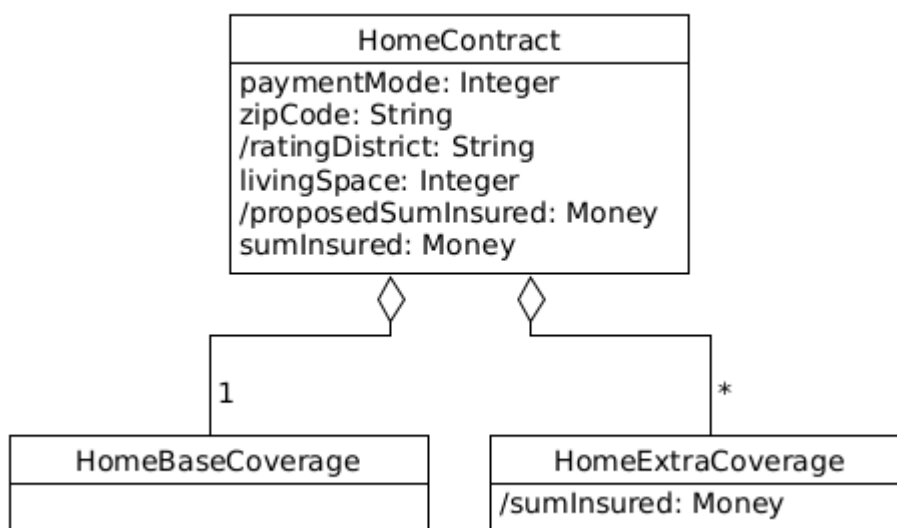 HomeContract
paymentMode: Integer
zipCode: String
/ratingDistrict: String
livingSpace: Integer
/proposedSumInsured: Money
sumInsured: Money
1
*
HomeBaseCoverage
HomeExtraCoverage
/sumInsured: Money